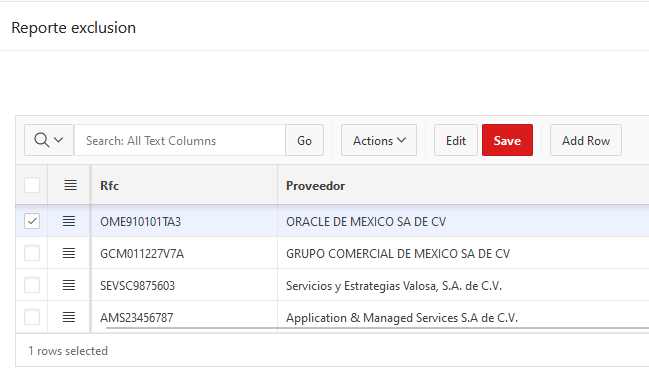 Reporte exclusion
Search: All Text Columns Go Actions Edit Save Add Row
Rfc Proveedor
OME910101TA3 ORACLE DE MEXICO SA DE CV
GCM011227V7A GRUPO COMERCIAL DE MEXICO SA DE CV
SEVSC9875603 Servicios y Estrategias Valosa, S.A. de C.V.
AMS23456787 Application & Managed Services S.A de C.V.
1 rows selected